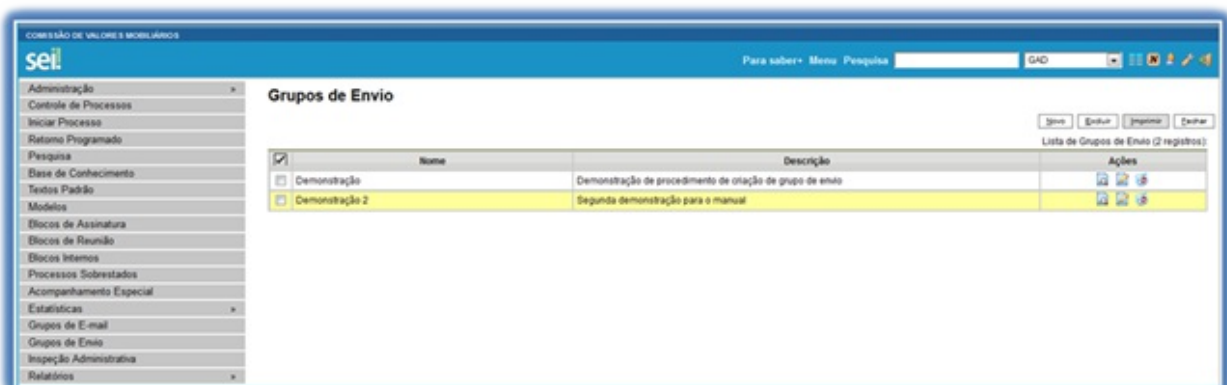 COMISSÃO DE VALORES MOBILIÁRIOS
sei!
Para saber+ Menu Pesquisa GAD
Administração
Controle de Processos
Iniciar Processo
Retorno Programado
Pesquisa
Base de Conhecimento
Textos Padrão
Modelos
Blocos de Assinatura
Blocos de Reunião
Blocos Internos
Processos Sobrestados
Acompanhamento Especial
Estatísticas
Grupos de E-mail
Grupos de Envio
Inspeção Administrativa
Relatórios
Grupos de Envio
Novo Excluir Imprimir Fechar
Lista de Grupos de Envio (2 registros):
Nome Descrição Ações
Demonstração Demonstração de procedimento de criação de grupo de envio
Demonstração 2 Segunda demonstração para o manual